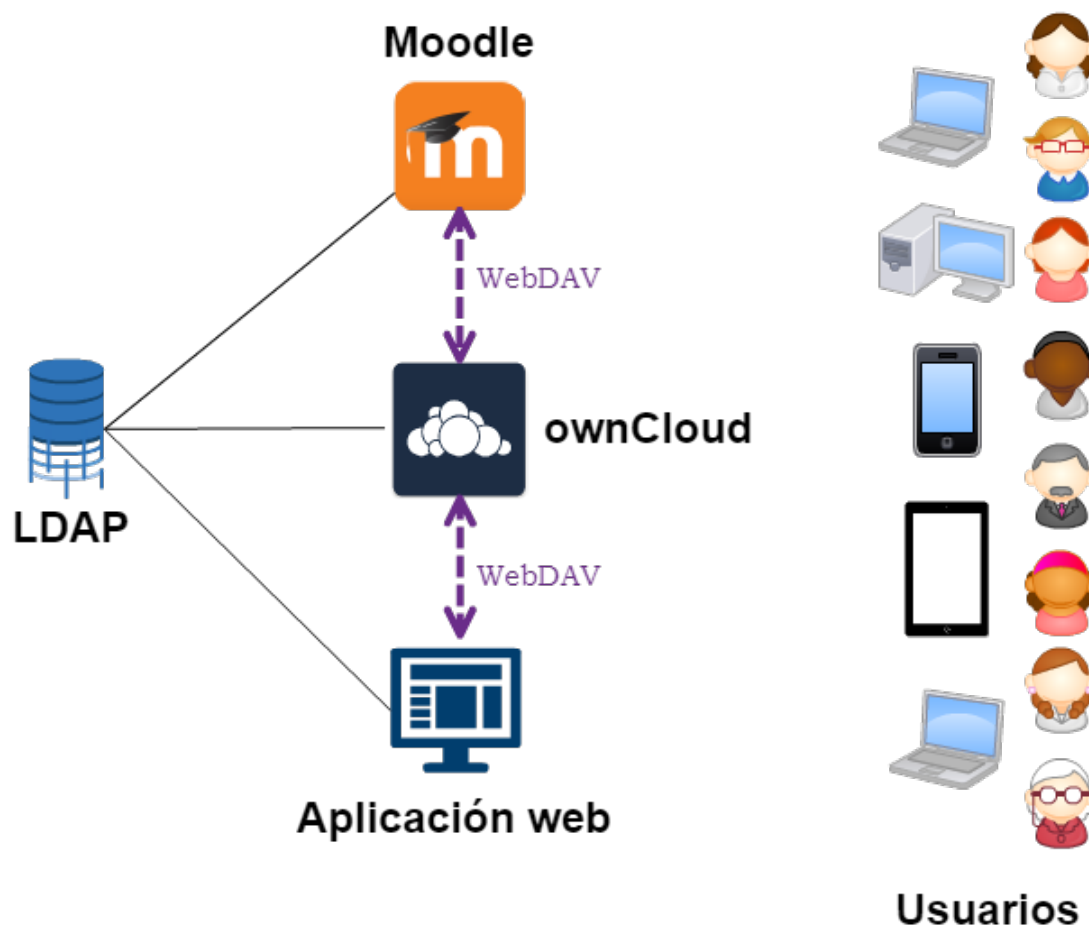 Moodle
m
WebDAV
ownCloud
LDAP
WebDAV
Aplicación web
Usuarios